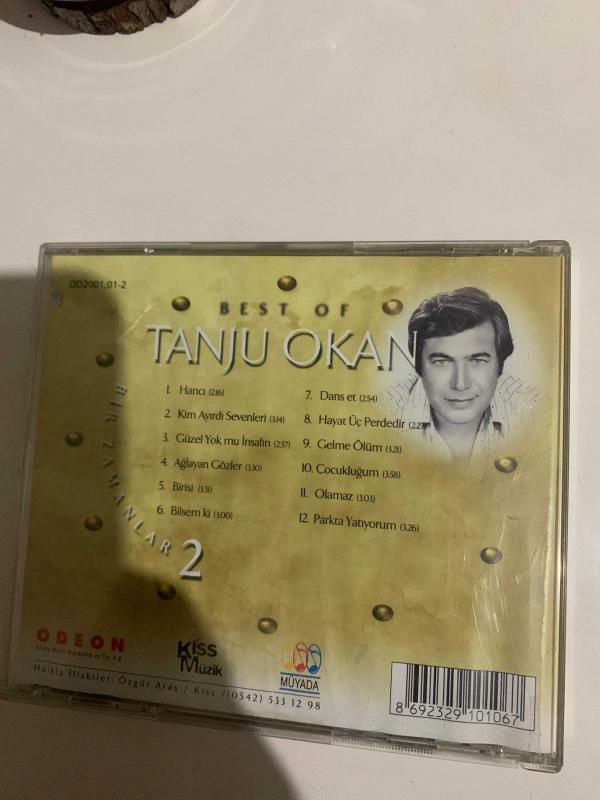 OD2001,01-2
BEST OF
TANJU OKAN
BİR ZAMANLAR 2
1. Hancı (2.16)
2. Kim Ayırdı Sevenleri (3.14)
3. Güzel Yok mu İnsafın (2.57)
4. Ağlayan Gözler (3.30)
5. Birisi (3.31)
6. Bilsem ki (3.00)
7. Dans et (2.54)
8. Hayat Üç Perdedir (2.27)
9. Gelme Ölüm (3.21)
10. Çocukluğum (3.58)
11. Olamaz (3.03)
12. Parkta Yatıyorum (3.26)
ODEON
Kiss
Müzik
MÜYADA
Halkla İlişkiler: Özgür Aras / Kiss / (0542) 533 12 98
8 692329 101067